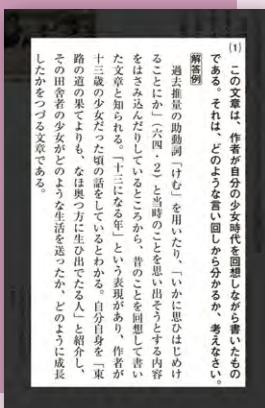 (1) この文章は、作者が自分の少女時代を回想しながら書いたもの
である。それは、どのような言い回しから分かるか、考えなさい。
解答例
過去推量の助動詞「けむ」を用いたり、「いかに思ひはじめけ
ることにか」(六四・2)と当時のことを思い出そうとする内容
をはさみ込んだりしているところから、昔のことを回想して書い
た文章と知られる。「十三になる年」という表現があり、作者が
十三歳の少女だった頃の話をしているとわかる。自分自身を「東
路の道の果てよりも、なほ奥つ方に生ひ出でたる人」と紹介し、
その田舎者の少女がどのような生活を送ったか、どのように成長
したかをつづる文章である。